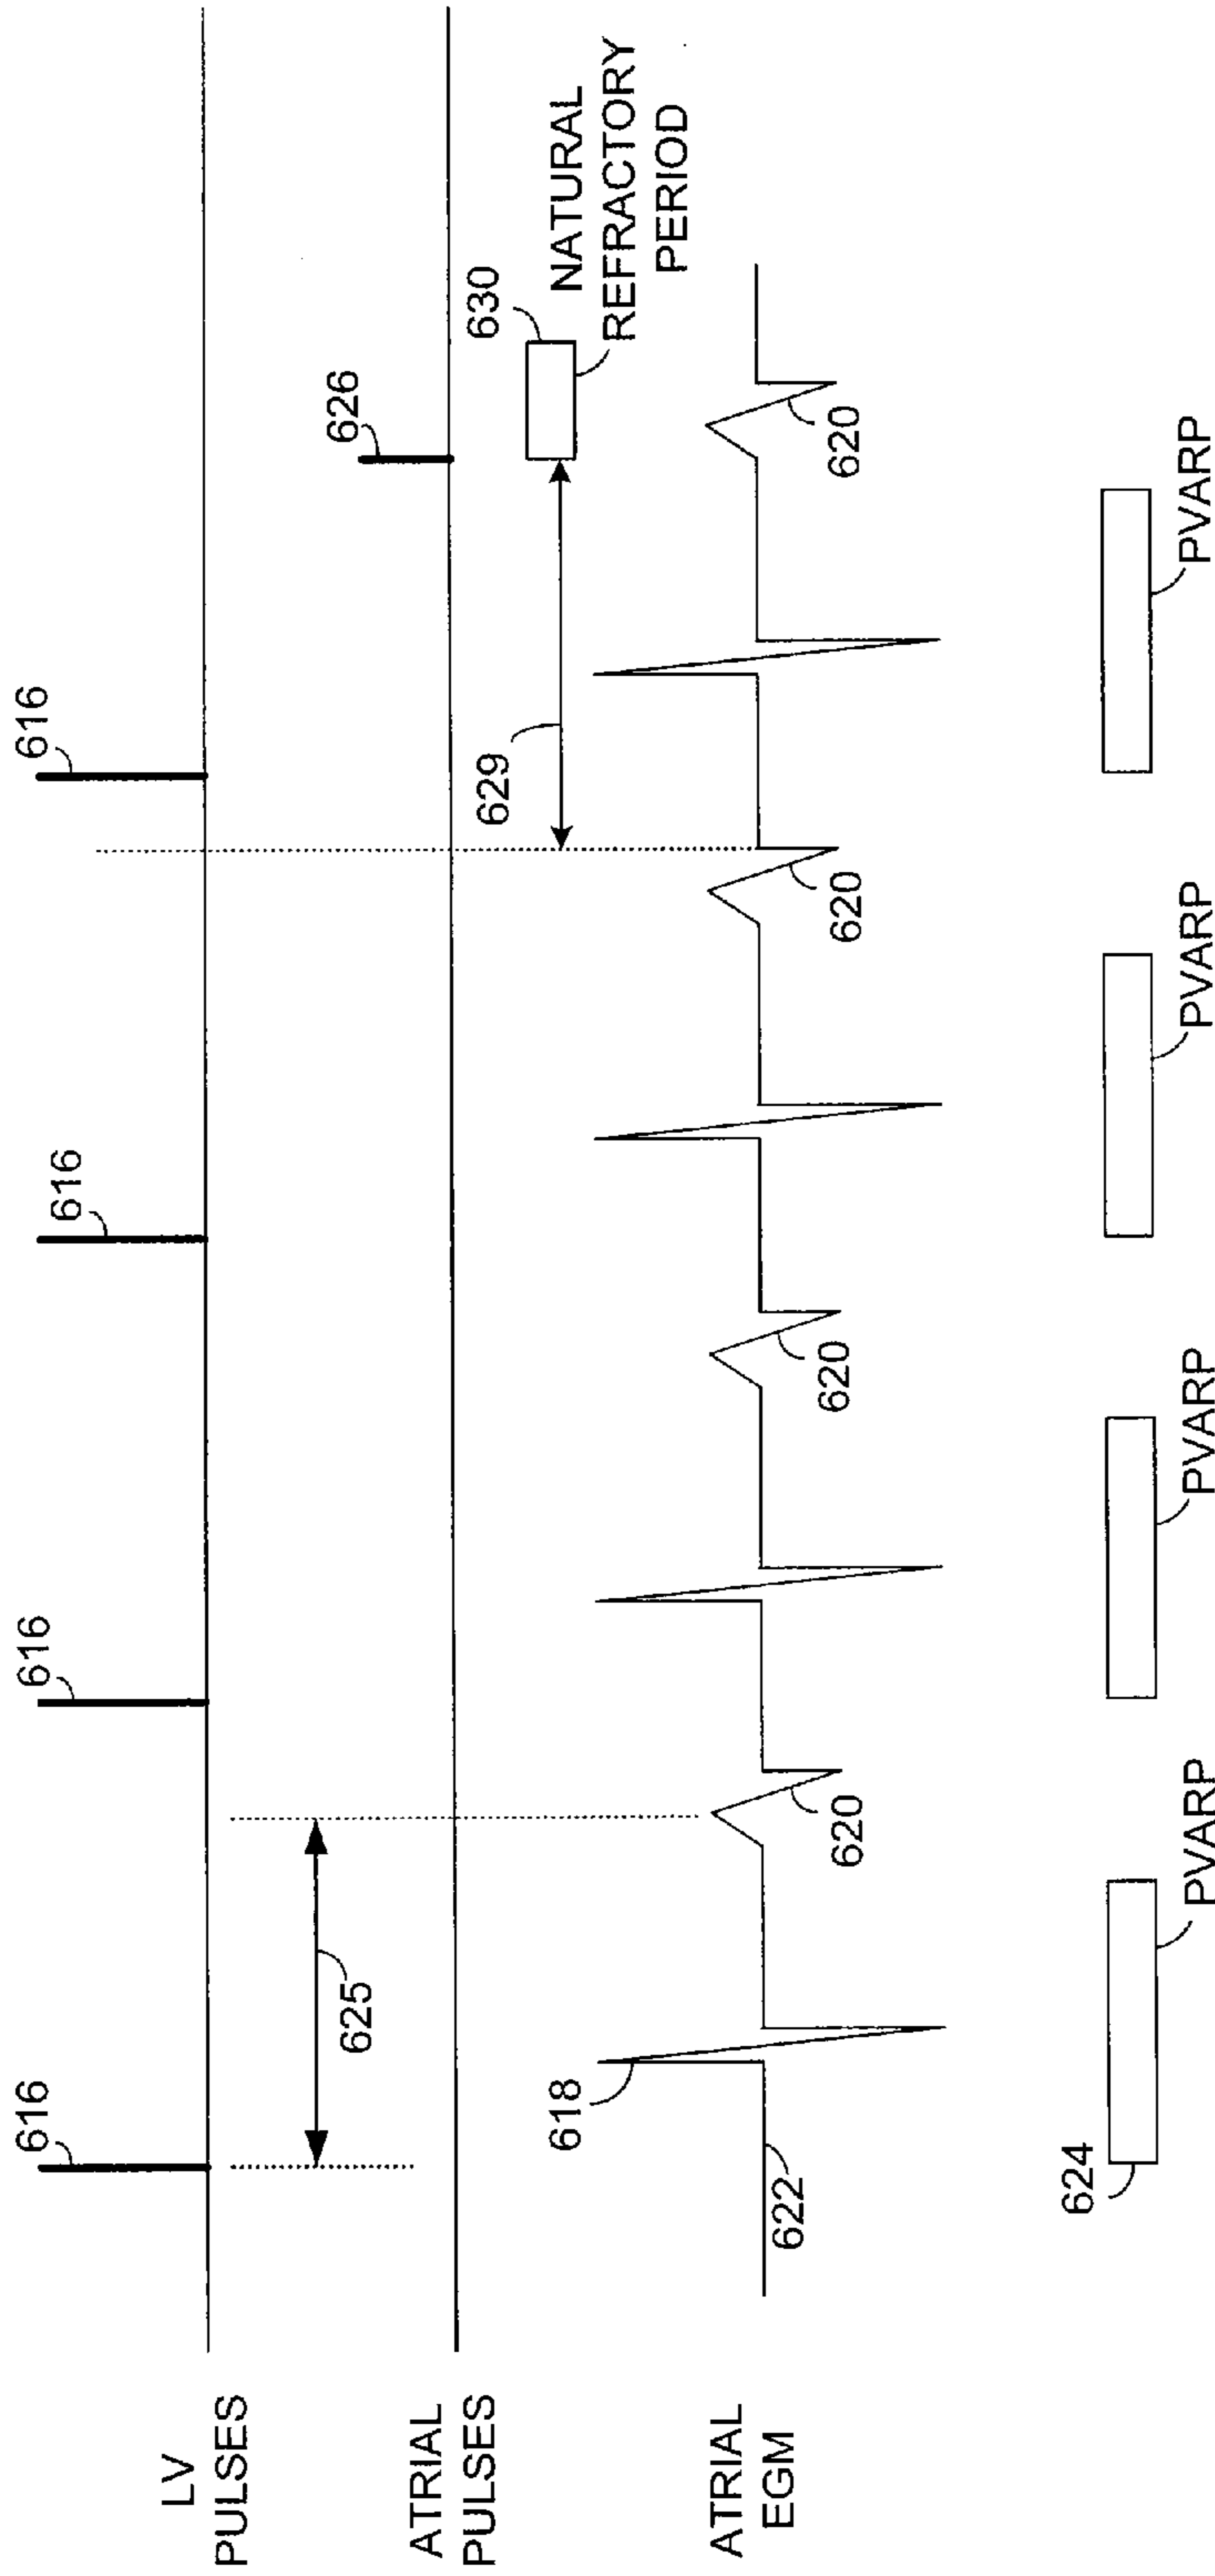 616
616
616
616
LV
PULSES
625
626
ATRIAL
PULSES
629
630
NATURAL
REFRACTORY
PERIOD
618
ATRIAL
EGM
622
620
620
620
620
624
PVARP
PVARP
PVARP
PVARP